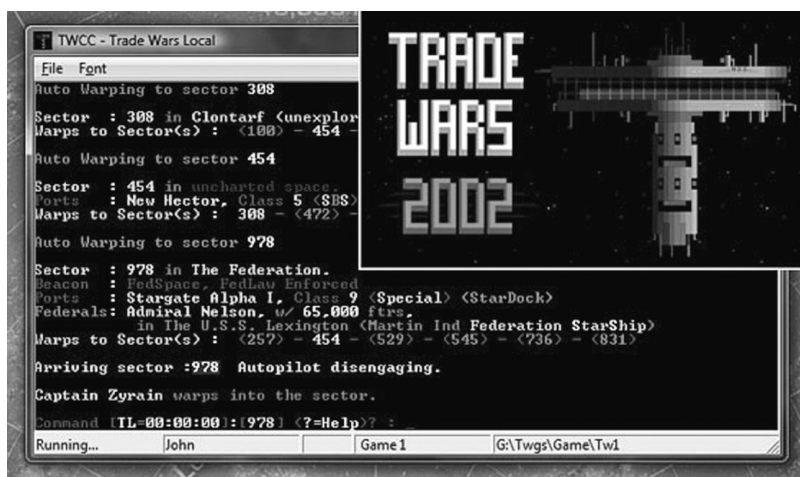 TWCC - Trade Wars Local
File Font
Auto Warping to sector 308
Sector : 308 in Clontarf (unexplor
Warps to Sector(s) : (100) - 454 -
Auto Warping to sector 454
Sector : 454 in uncharted space.
Ports : New Hector, Class 5 (SBS)
Warps to Sector(s) : 308 - (472) -
Auto Warping to sector 978
Sector : 978 in The Federation.
Beacon : FedSpace, FedLaw Enforced
Ports : Stargate Alpha I, Class 9 (Special) (StarDock)
Federals: Admiral Nelson, w/ 65,000 ftrs,
in The U.S.S. Lexington (Martin Ind Federation StarShip)
Warps to Sector(s) : (257) - 454 - (529) - (545) - (736) - (831)
Arriving sector :978 Autopilot disengaging.
Captain Zyrain warps into the sector.
Command [TL=00:00:00]:[978] (?=Help)? : _
Running... John Game 1 G:\Twgs\Game\Tw1
TRADE
WARS
2002